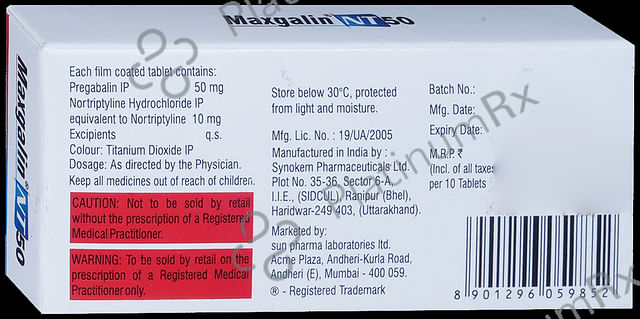 Maxgalin® NT 50
Maxgalin® NT 50
Each film coated tablet contains:
Pregabalin IP 50 mg
Nortriptyline Hydrochloride IP
equivalent to Nortriptyline 10 mg
Excipients q.s.
Colour: Titanium Dioxide IP
Dosage: As directed by the Physician.
Keep all medicines out of reach of children.
CAUTION: Not to be sold by retail
without the prescription of a Registered
Medical Practitioner.
WARNING: To be sold by retail on the
prescription of a Registered Medical
Practitioner only.
Store below 30°C, protected
from light and moisture.
Mfg. Lic. No. : 19/UA/2005
Manufactured in India by :
Synokem Pharmaceuticals Ltd.
Plot No. 35-36, Sector-6A,
I.I.E., (SIDCUL), Ranipur (Bhel),
Haridwar-249 403, (Uttarakhand).
Marketed by:
sun pharma laboratories ltd.
Acme Plaza, Andheri-Kurla Road,
Andheri (E), Mumbai - 400 059.
® - Registered Trademark
Batch No.:
Mfg. Date:
Expiry Date:
M.R.P. ₹
(Incl. of all taxes
per 10 Tablets
8 901296 059852
PlatinumRx
PlatinumRx